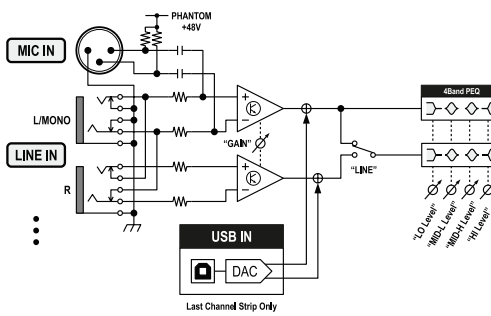 PHANTOM
+48V
MIC IN
L/MONO
LINE IN
R
"GAIN"
"LINE"
4Band PEQ
"LO Level"
"MID-L Level"
"MID-H Level"
"HI Level"
USB IN
DAC
Last Channel Strip Only